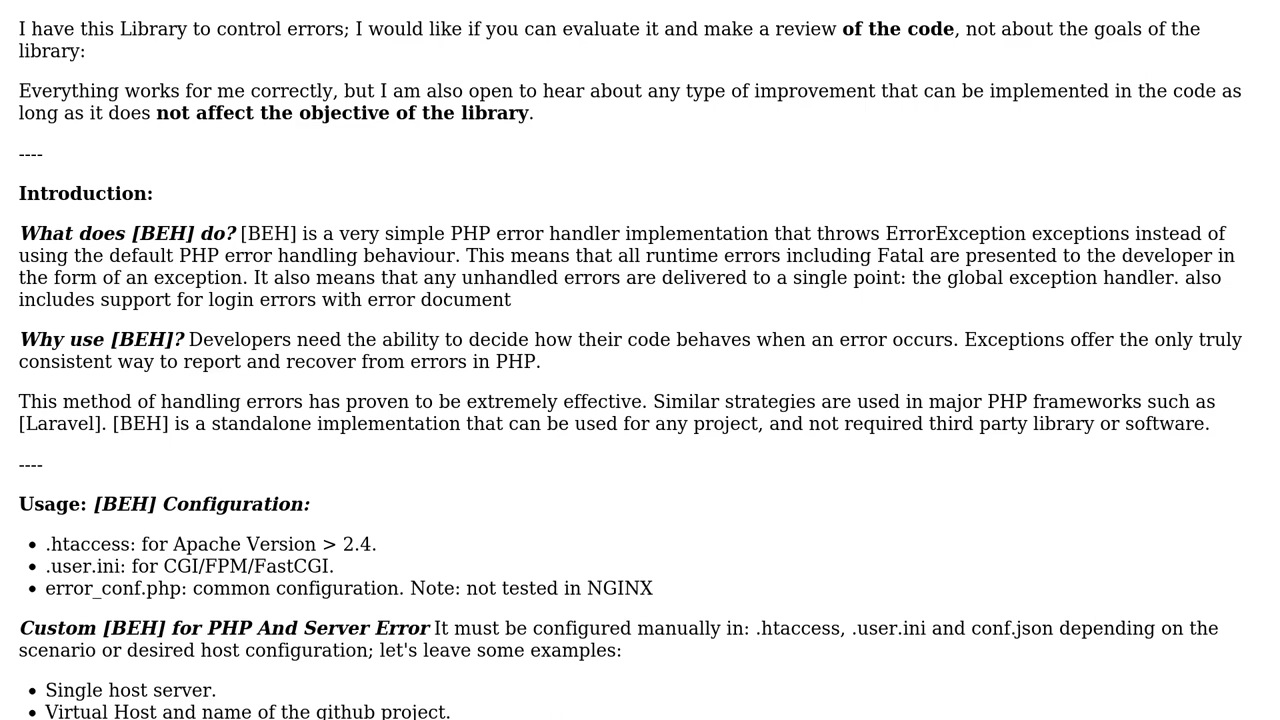 I have this Library to control errors; I would like if you can evaluate it and make a review of the code, not about the goals of the
library:
Everything works for me correctly, but I am also open to hear about any type of improvement that can be implemented in the code as
long as it does not affect the objective of the library.
----
Introduction:
What does [BEH] do? [BEH] is a very simple PHP error handler implementation that throws ErrorException exceptions instead of
using the default PHP error handling behaviour. This means that all runtime errors including Fatal are presented to the developer in
the form of an exception. It also means that any unhandled errors are delivered to a single point: the global exception handler. also
includes support for login errors with error document
Why use [BEH]? Developers need the ability to decide how their code behaves when an error occurs. Exceptions offer the only truly
consistent way to report and recover from errors in PHP.
This method of handling errors has proven to be extremely effective. Similar strategies are used in major PHP frameworks such as
[Laravel]. [BEH] is a standalone implementation that can be used for any project, and not required third party library or software.
----
Usage: [BEH] Configuration:
• .htaccess: for Apache Version > 2.4.
• .user.ini: for CGI/FPM/FastCGI.
• error_conf.php: common configuration. Note: not tested in NGINX
Custom [BEH] for PHP And Server Error It must be configured manually in: .htaccess, .user.ini and conf.json depending on the
scenario or desired host configuration; let's leave some examples:
• Single host server.
• Virtual Host and name of the github project.